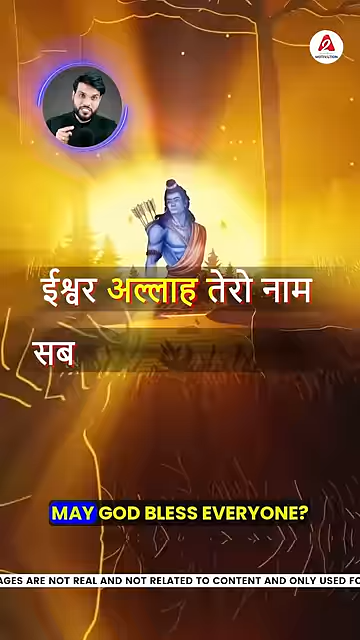 MOTIVATION
ईश्वर अल्लाह तेरो नाम
सब
MAY GOD BLESS EVERYONE?
AGES ARE NOT REAL AND NOT RELATED TO CONTENT AND ONLY USED FO